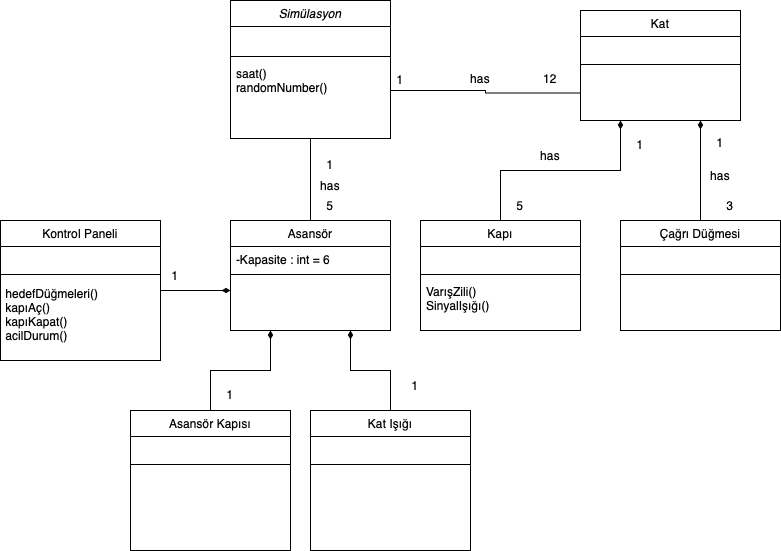 Simülasyon
saat()
randomNumber()
Kat
1
has
12
1
has
5
has
1
5
1
has
3
Kontrol Paneli
hedefDüğmeleri()
kapıAç()
kapıKapat()
acilDurum()
1
Asansör
-Kapasite : int = 6
Kapı
VarışZili()
SinyalIşığı()
Çağrı Düğmesi
1
1
Asansör Kapısı
Kat Işığı